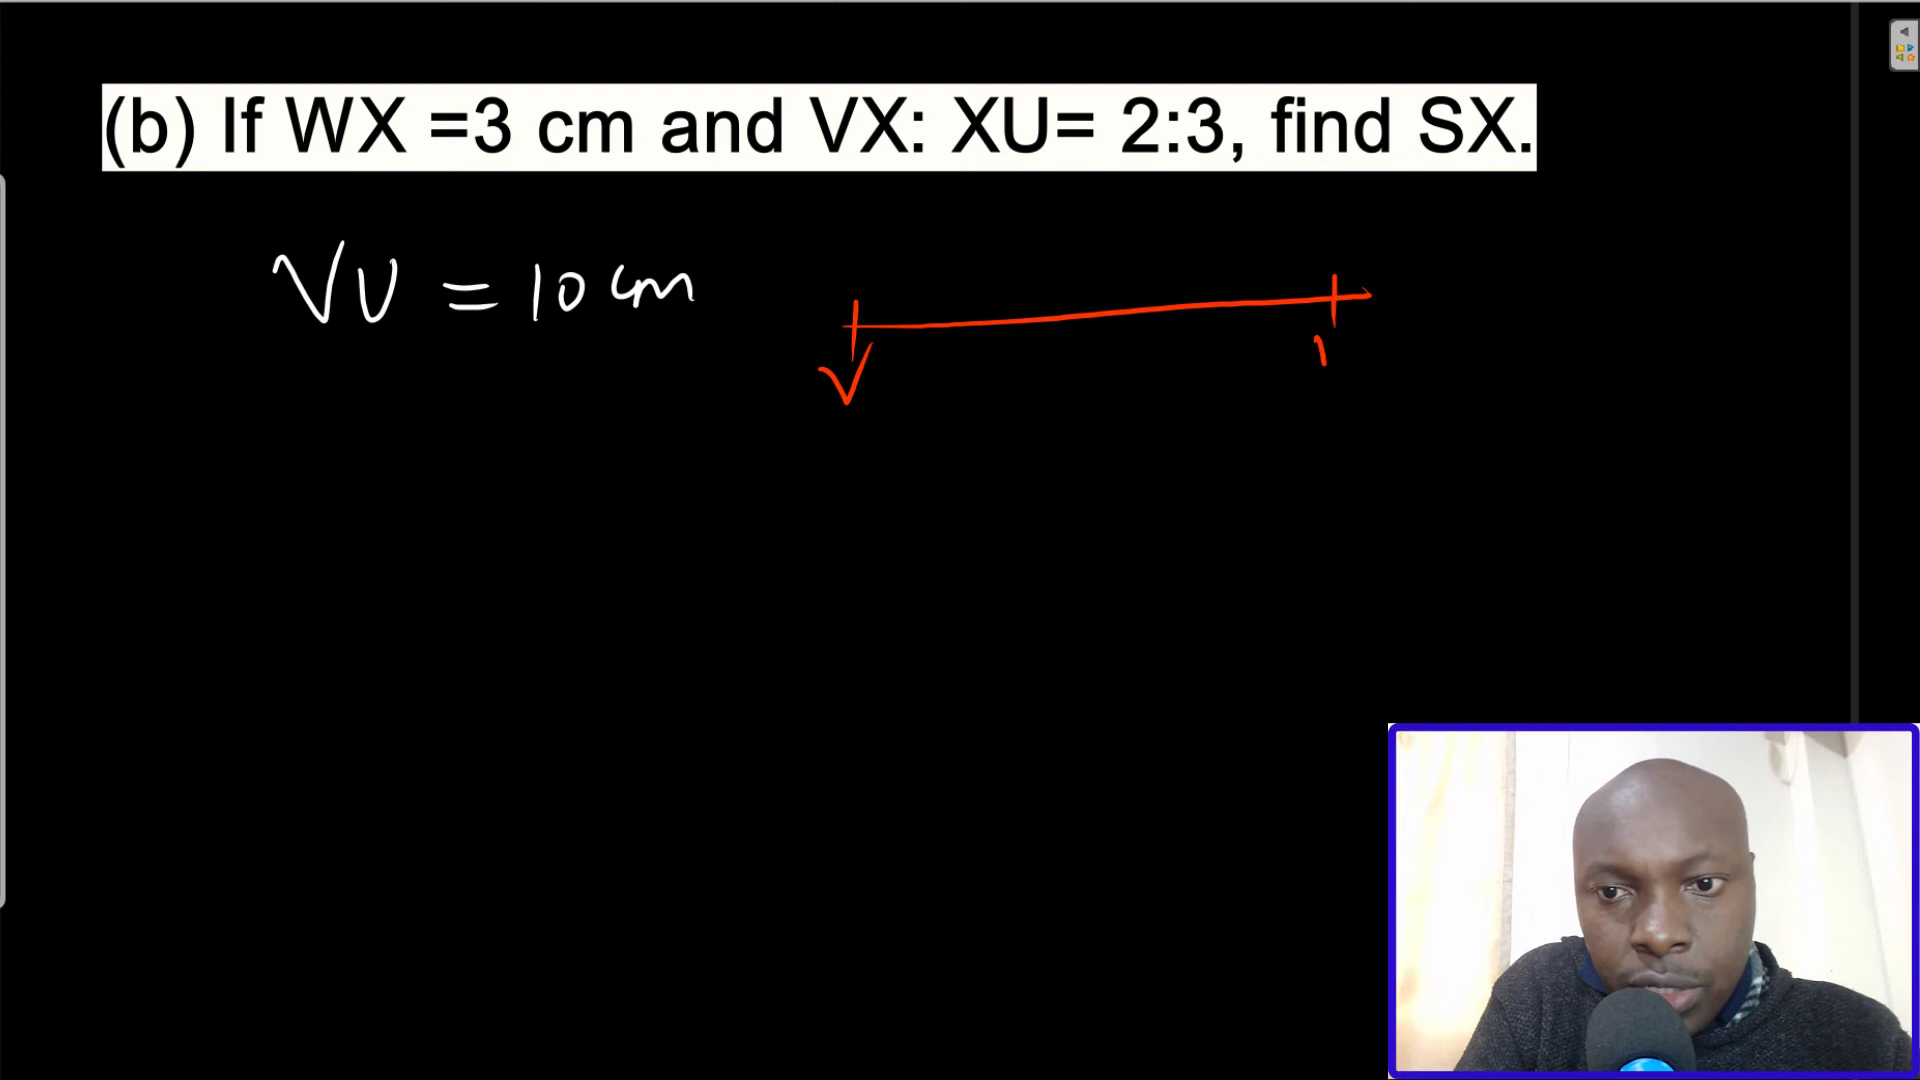 (b) If WX =3 cm and VX: XU= 2:3, find SX.
VU = 10 cm
V